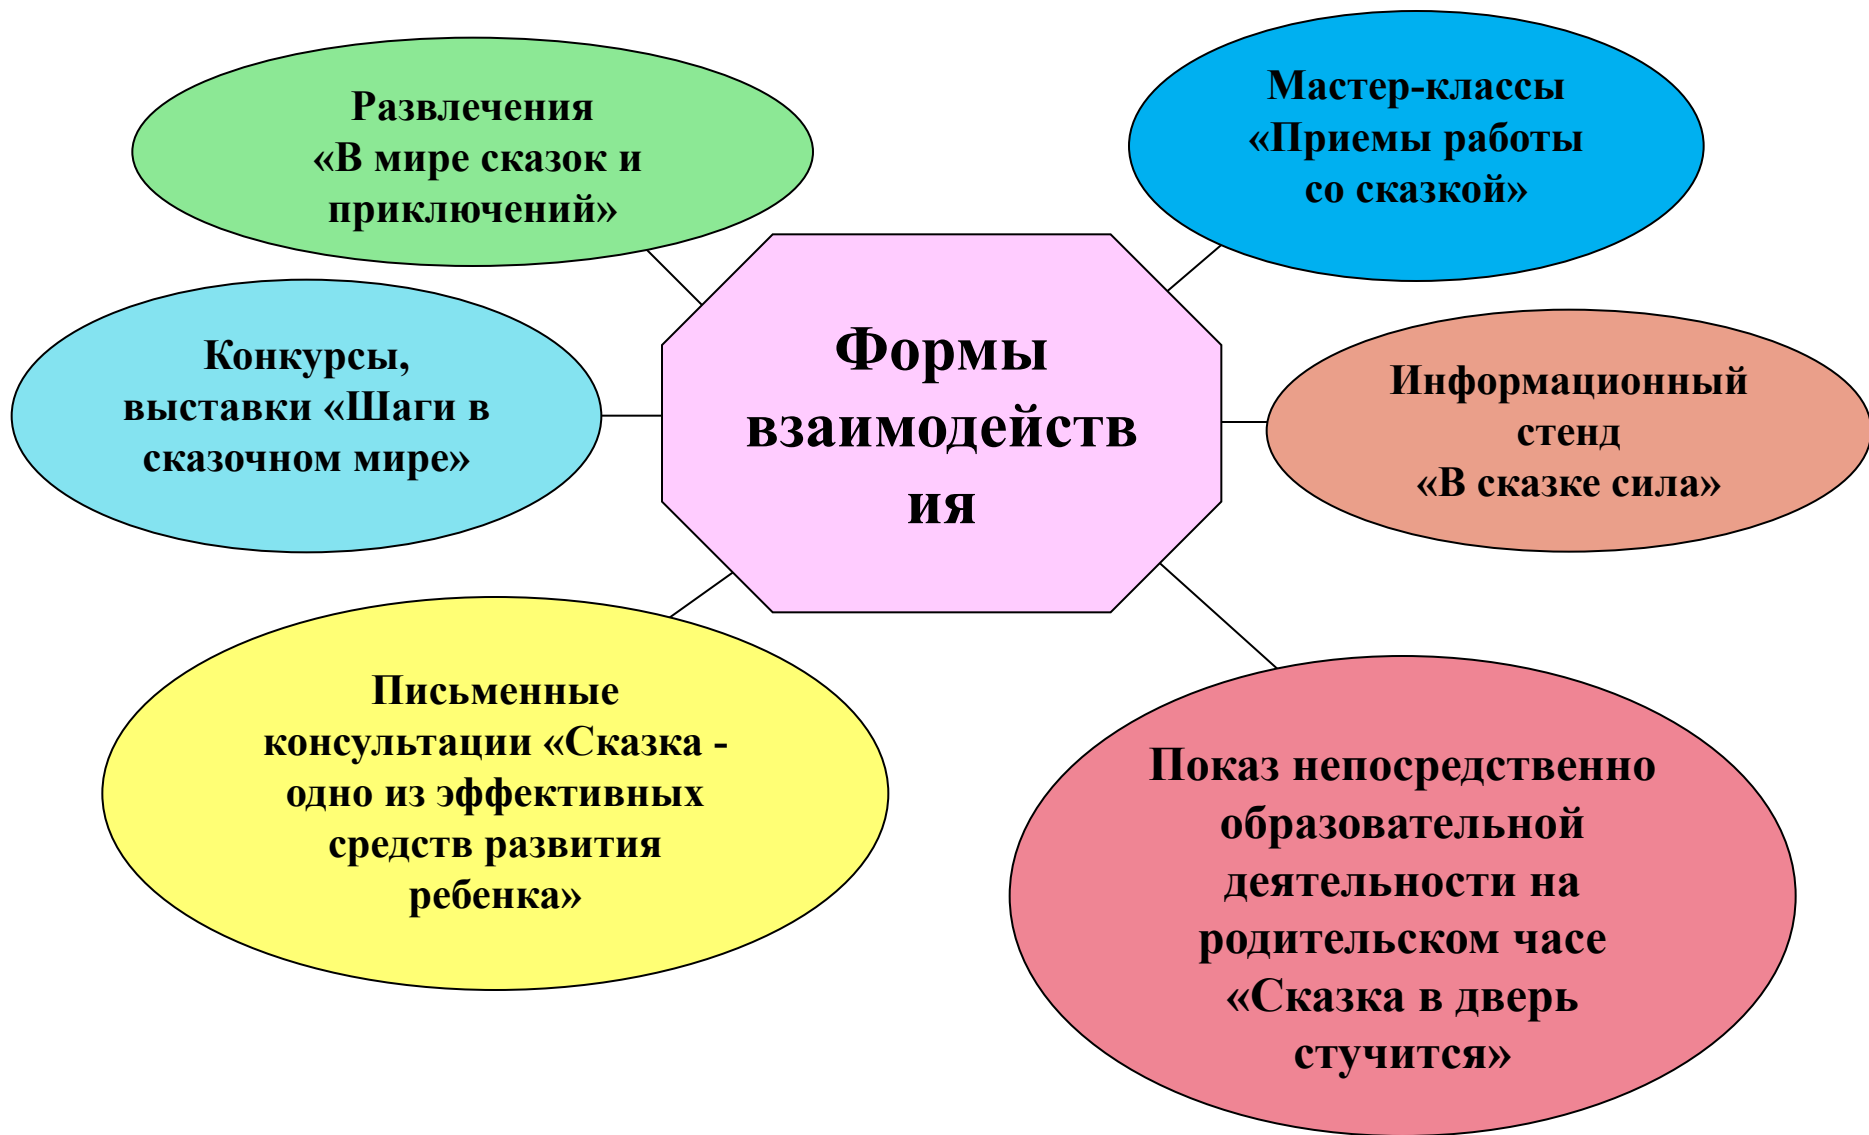 Развлечения
«В мире сказок и
приключений»
Мастер-классы
«Приемы работы
со сказкой»
Конкурсы,
выставки «Шаги в
сказочном мире»
Формы
взаимодейств
ия
Информационный
стенд
«В сказке сила»
Письменные
консультации «Сказка -
одно из эффективных
средств развития
ребенка»
Показ непосредственно
образовательной
деятельности на
родительском часе
«Сказка в дверь
стучится»